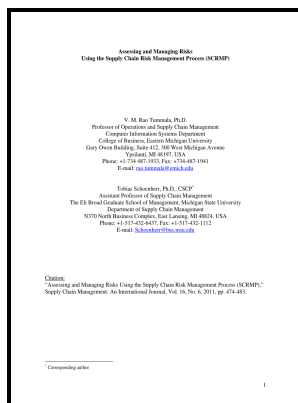 Assessing and Managing Risks
Using the Supply Chain Risk Management Process (SCRMP)
V. M. Rao Tummala, Ph.D.
Professor of Operations and Supply Chain Management
Computer Information Systems Department
College of Business, Eastern Michigan University
Gary Owen Building, Suite 412, 300 West Michigan Avenue
Ypsilanti, MI 48197, USA
Phone: +1-734 487-1933, Fax: +734-487-1941
E-mail: rao.tummala@emich.edu
Tobias Schoenherr, Ph.D., CSCP*
Assistant Professor of Supply Chain Management
The Eli Broad Graduate School of Management, Michigan State University
Department of Supply Chain Management
N370 North Business Complex, East Lansing, MI 48824, USA
Phone: +1-517-432-6437, Fax: +1-517-432-1112
E-mail: Schoenherr@bus.msu.edu
Citation:
"Assessing and Managing Risks Using the Supply Chain Risk Management Process (SCRMP),"
Supply Chain Management: An International Journal, Vol. 16, No. 6, 2011, pp. 474-483.
* Corresponding author
1